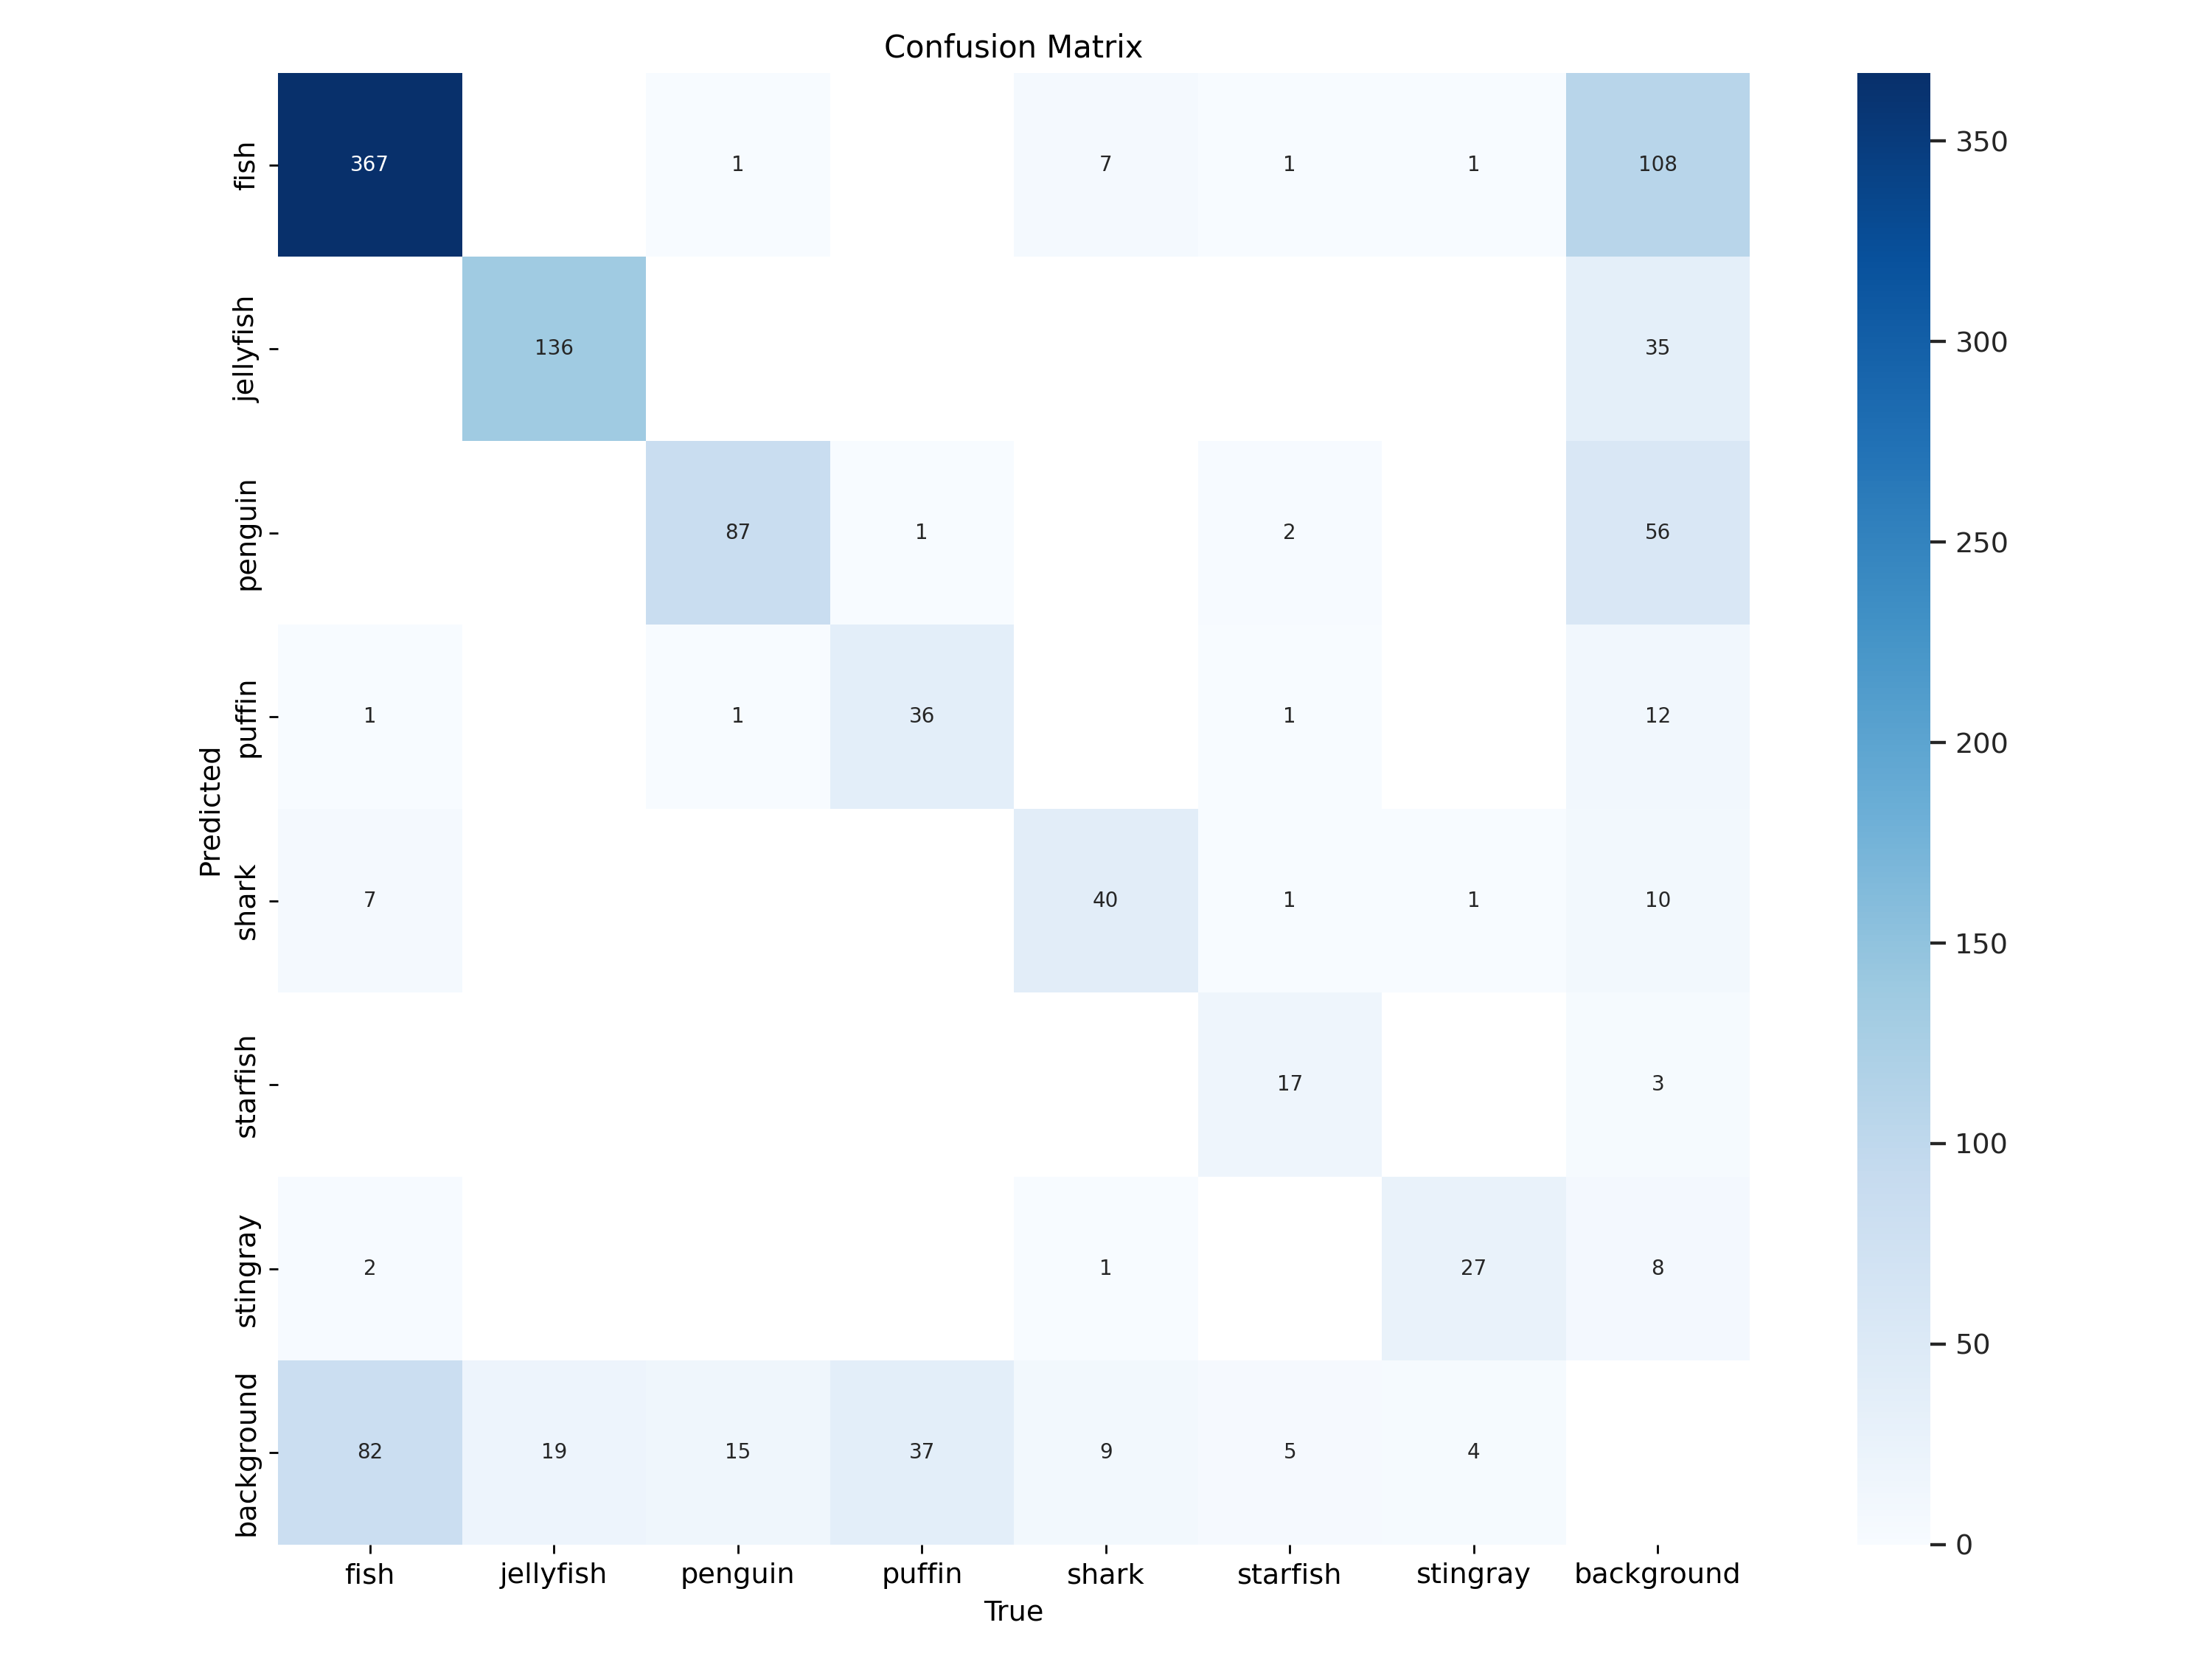 Confusion Matrix
fish 367 1 7 1 1 108
jellyfish 136 35
penguin 87 1 2 56
puffin 1 1 36 1 12
shark 7 40 1 1 10
starfish 17 3
stingray 2 1 27 8
background 82 19 15 37 9 5 4
fish jellyfish penguin puffin shark starfish stingray background
True
Predicted
350
300
250
200
150
100
50
0